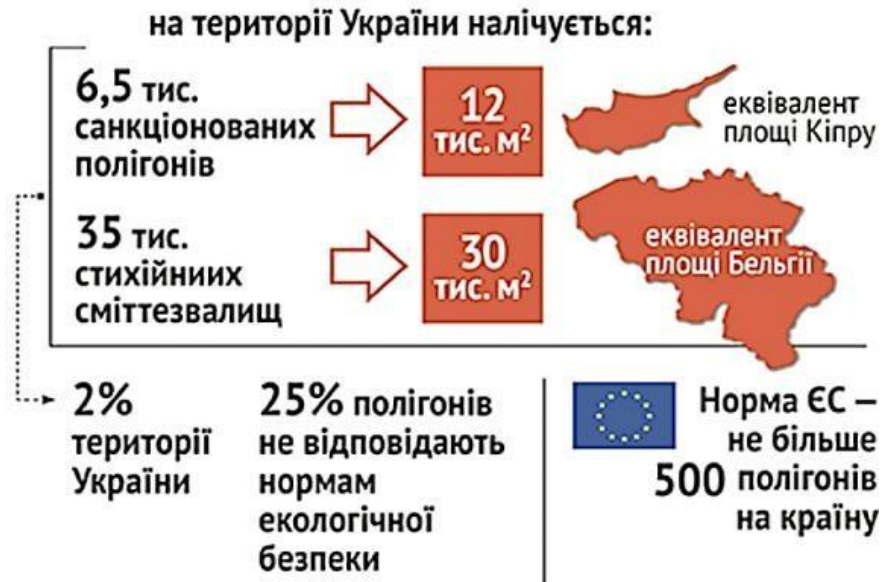 на території України налічується:
6,5 тис.
санкціонованих
полігонів
12
тис. м²
еквівалент
площі Кіпру
35 тис.
стихійниих
сміттєзвалищ
30
тис. м²
еквівалент
площі Бельгії
2%
території
України
25% полігонів
не відповідають
нормам
екологічної
безпеки
Норма ЄС –
не більше
500 полігонів
на країну